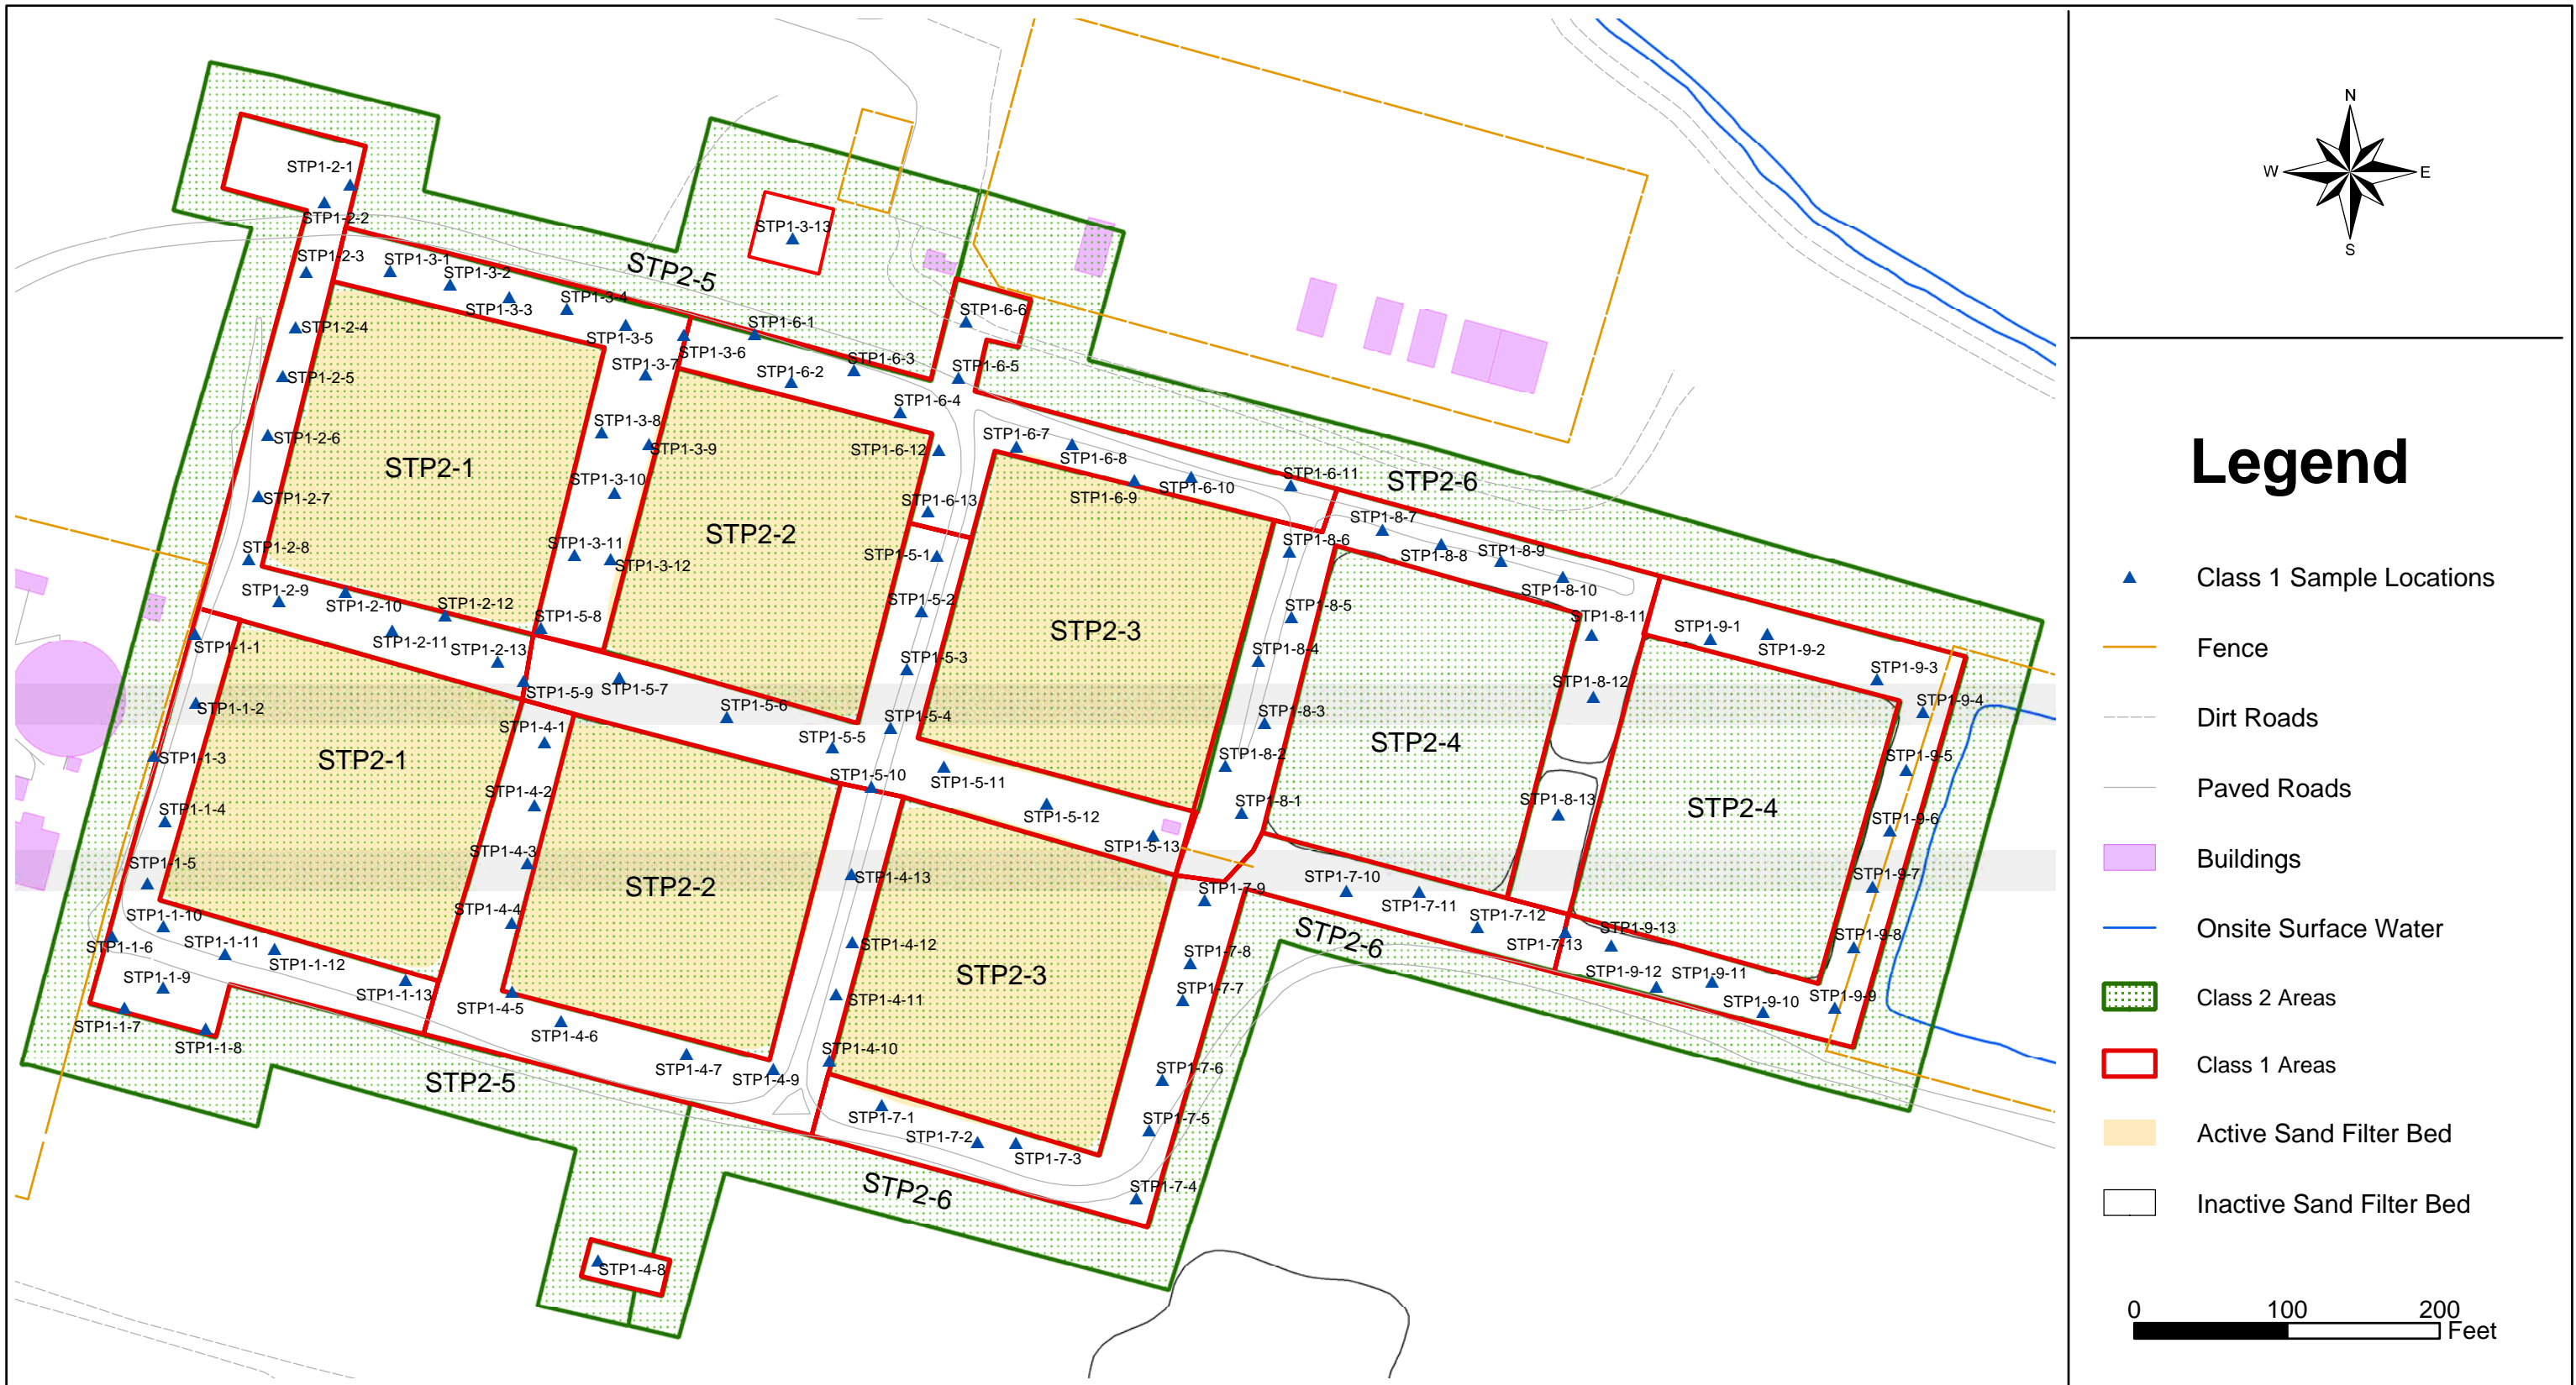 STP1-2-1
STP1-2-2
STP1-3-13
STP1-2-3
STP1-3-1
STP1-3-2
STP2-5
STP1-3-3
STP1-3-4
STP1-6-6
STP1-2-4
STP1-3-5
STP1-6-1
STP1-3-6
STP1-3-7
STP1-6-3
STP1-6-2
STP1-6-5
STP1-2-5
STP1-6-4
STP1-3-8
STP1-2-6
STP1-3-9
STP1-6-12
STP1-6-7
STP1-6-8
STP2-1
STP1-3-10
STP1-6-11
STP2-6
STP1-6-10
STP1-6-9
STP1-2-7
STP1-6-13
STP1-8-7
STP2-2
STP1-8-6
STP1-2-8
STP1-3-11
STP1-5-1
STP1-8-8
STP1-8-9
STP1-3-12
STP1-2-9
STP1-8-10
STP1-2-10
STP1-2-12
STP1-5-8
STP1-5-2
STP1-8-5
STP1-8-11
STP2-3
STP1-9-1
STP1-1-1
STP1-2-11
STP1-2-13
STP1-8-4
STP1-9-2
STP1-5-3
STP1-9-3
STP1-5-9
STP1-5-7
STP1-8-12
STP1-1-2
STP1-5-6
STP1-8-3
STP1-9-4
STP1-4-1
STP1-5-4
STP1-5-5
STP2-4
STP1-1-3
STP2-1
STP1-8-2
STP1-9-5
STP1-5-10
STP1-5-11
STP1-4-2
STP1-8-1
STP1-8-13
STP1-1-4
STP2-4
STP1-5-12
STP1-9-6
STP1-5-13
STP1-4-3
STP1-1-5
STP1-4-13
STP2-2
STP1-7-9
STP1-7-10
STP1-9-7
STP1-7-11
STP1-4-4
STP1-1-10
STP1-7-12
STP1-9-13
STP1-1-6
STP1-1-11
STP1-4-12
STP2-6
STP1-7-13
STP1-9-8
STP1-7-8
STP1-1-12
STP2-3
STP1-1-9
STP1-9-12
STP1-9-11
STP1-7-7
STP1-1-13
STP1-4-11
STP1-9-10
STP1-9-9
STP1-4-5
STP1-1-7
STP1-4-6
STP1-1-8
STP1-4-10
STP1-7-6
STP1-4-7
STP1-4-9
STP2-5
STP1-7-1
STP1-7-5
STP1-7-2
STP1-7-3
STP1-7-4
STP2-6
STP1-4-8
N
W
E
S
Legend
Class 1 Sample Locations
Fence
Dirt Roads
Paved Roads
Buildings
Onsite Surface Water
Class 2 Areas
Class 1 Areas
Active Sand Filter Bed
Inactive Sand Filter Bed
0 100 200
Feet